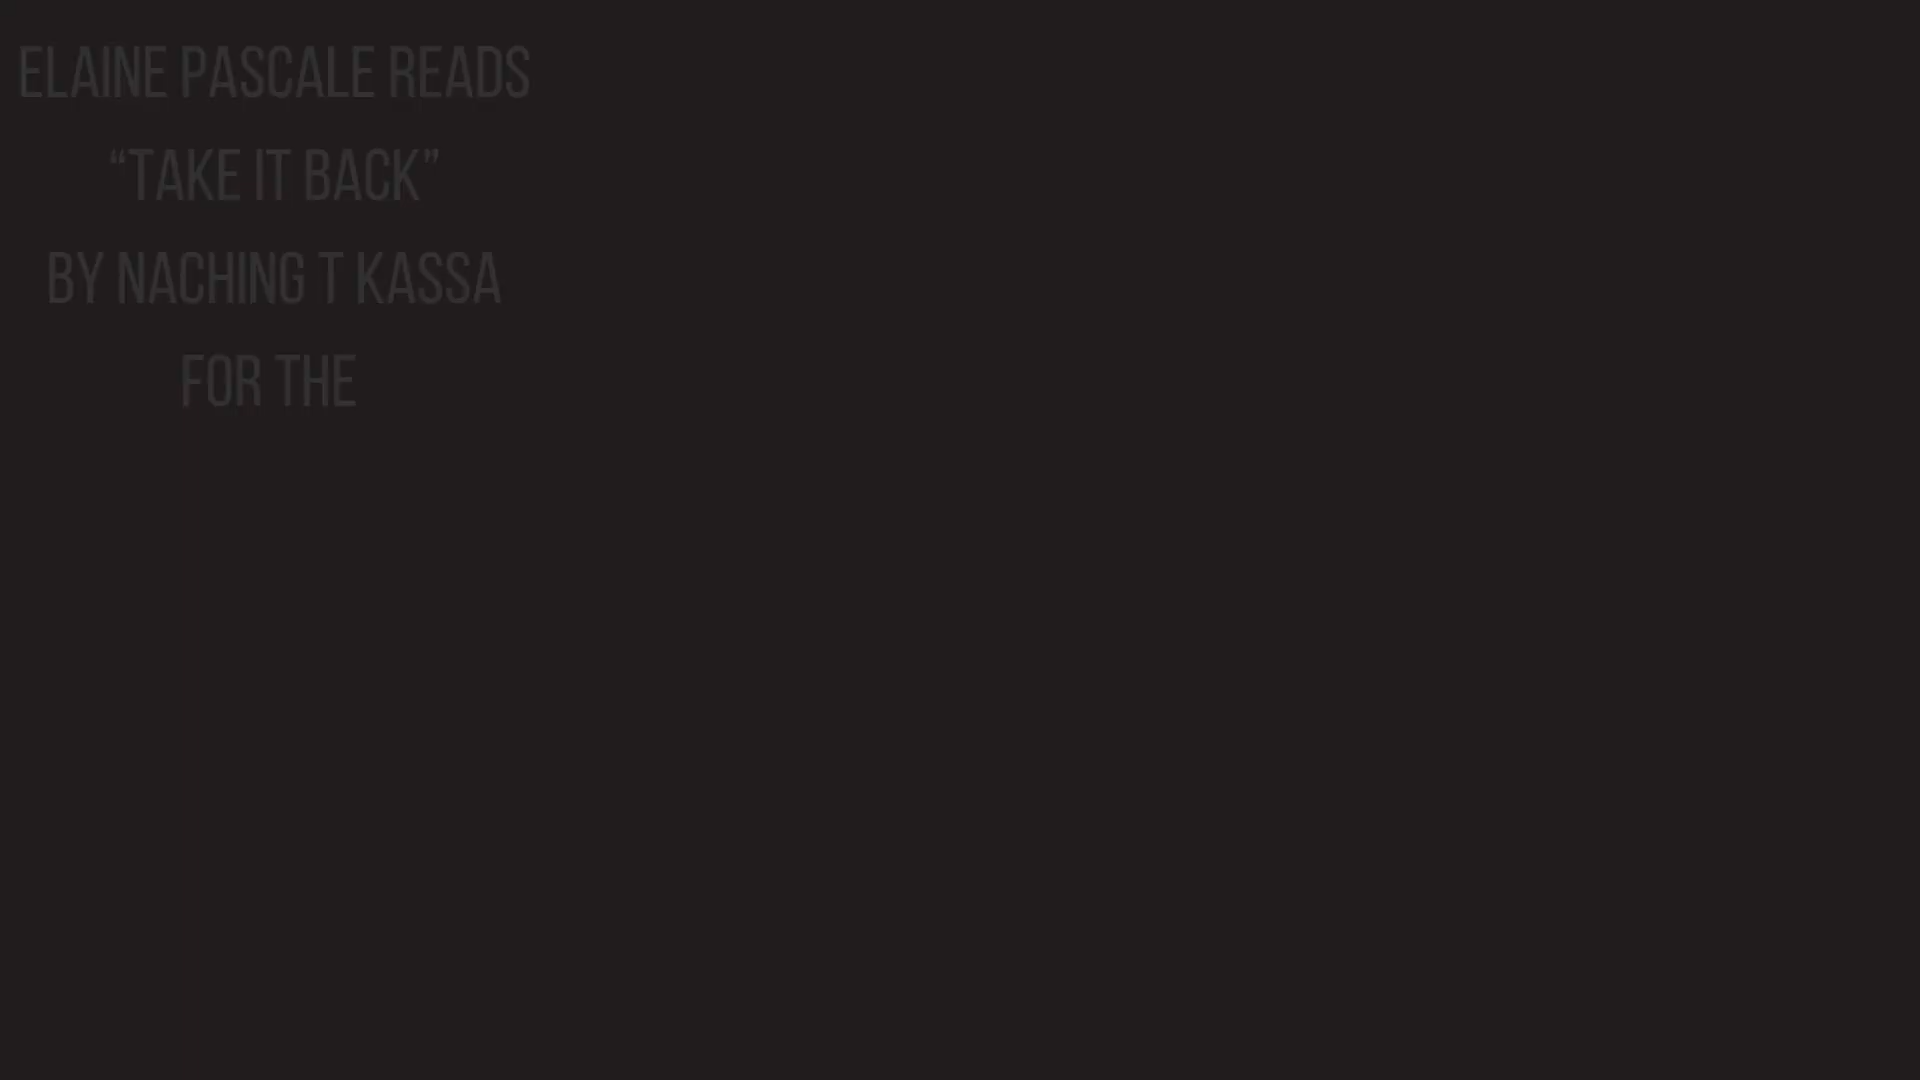 ELAINE PASCALE READS
“TAKE IT BACK”
BY NACHING T KASSA
FOR THE